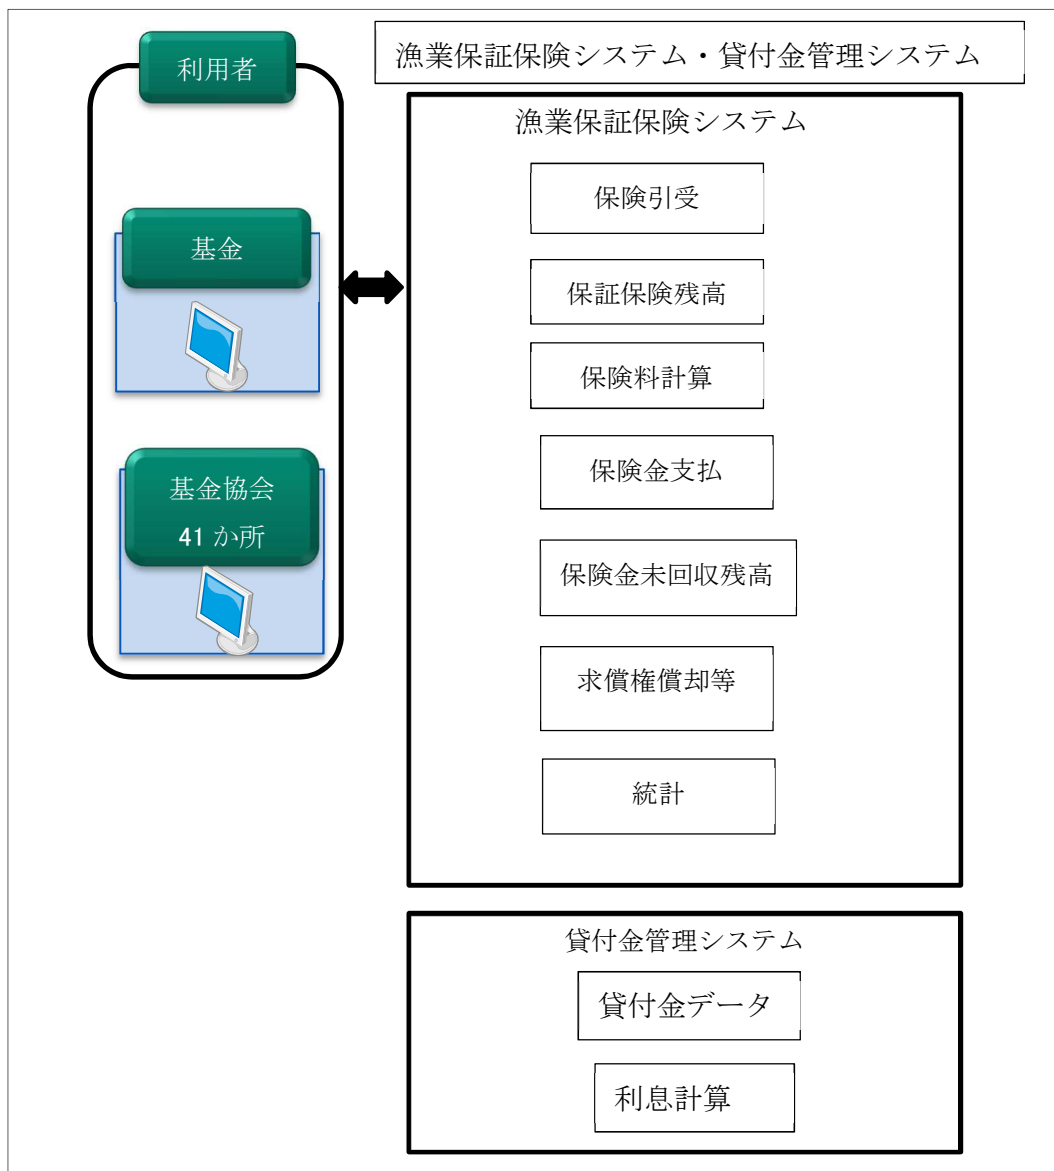 利用者
基金
基金協会
41 か所
漁業保証保険システム・貸付金管理システム
漁業保証保険システム
保険引受
保証保険残高
保険料計算
保険金支払
保険金未回収残高
求償権償却等
統計
貸付金管理システム
貸付金データ
利息計算